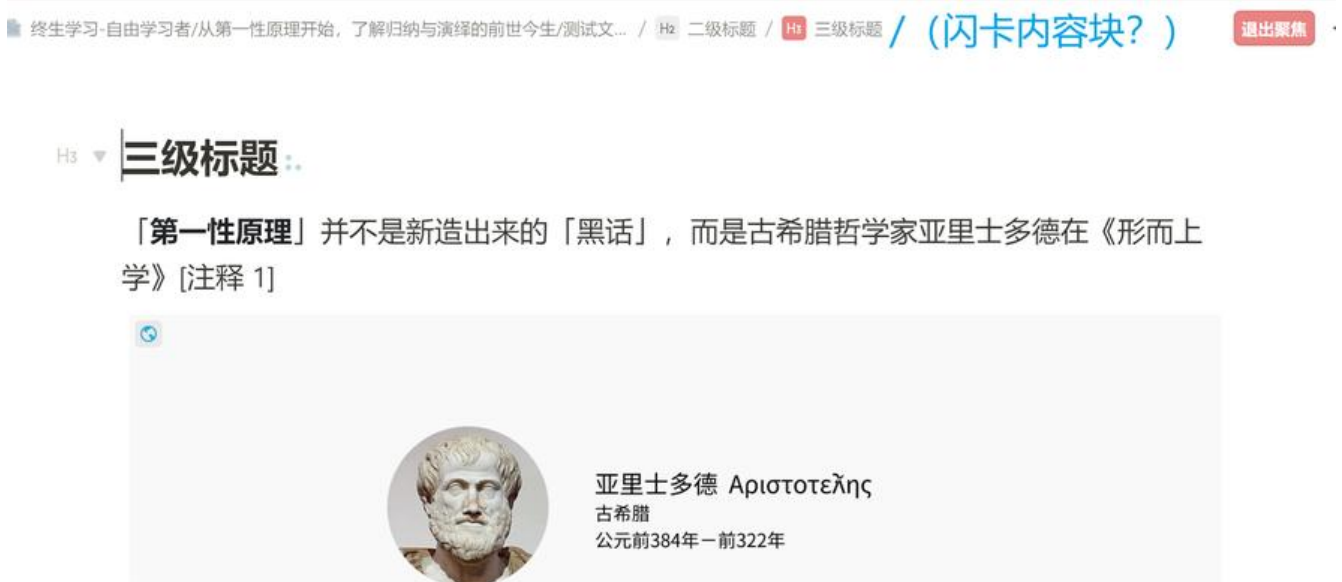 终生学习-自由学习者/从第一性原理开始，了解归纳与演绎的前世今生/测试文... / H2 二级标题 / H3 三级标题 /（闪卡内容块？） 退出聚焦
H3 三级标题
「第一性原理」并不是新造出来的「黑话」，而是古希腊哲学家亚里士多德在《形而上
学》[注释 1]
亚里士多德 Αριστοτελης
古希腊
公元前384年－前322年